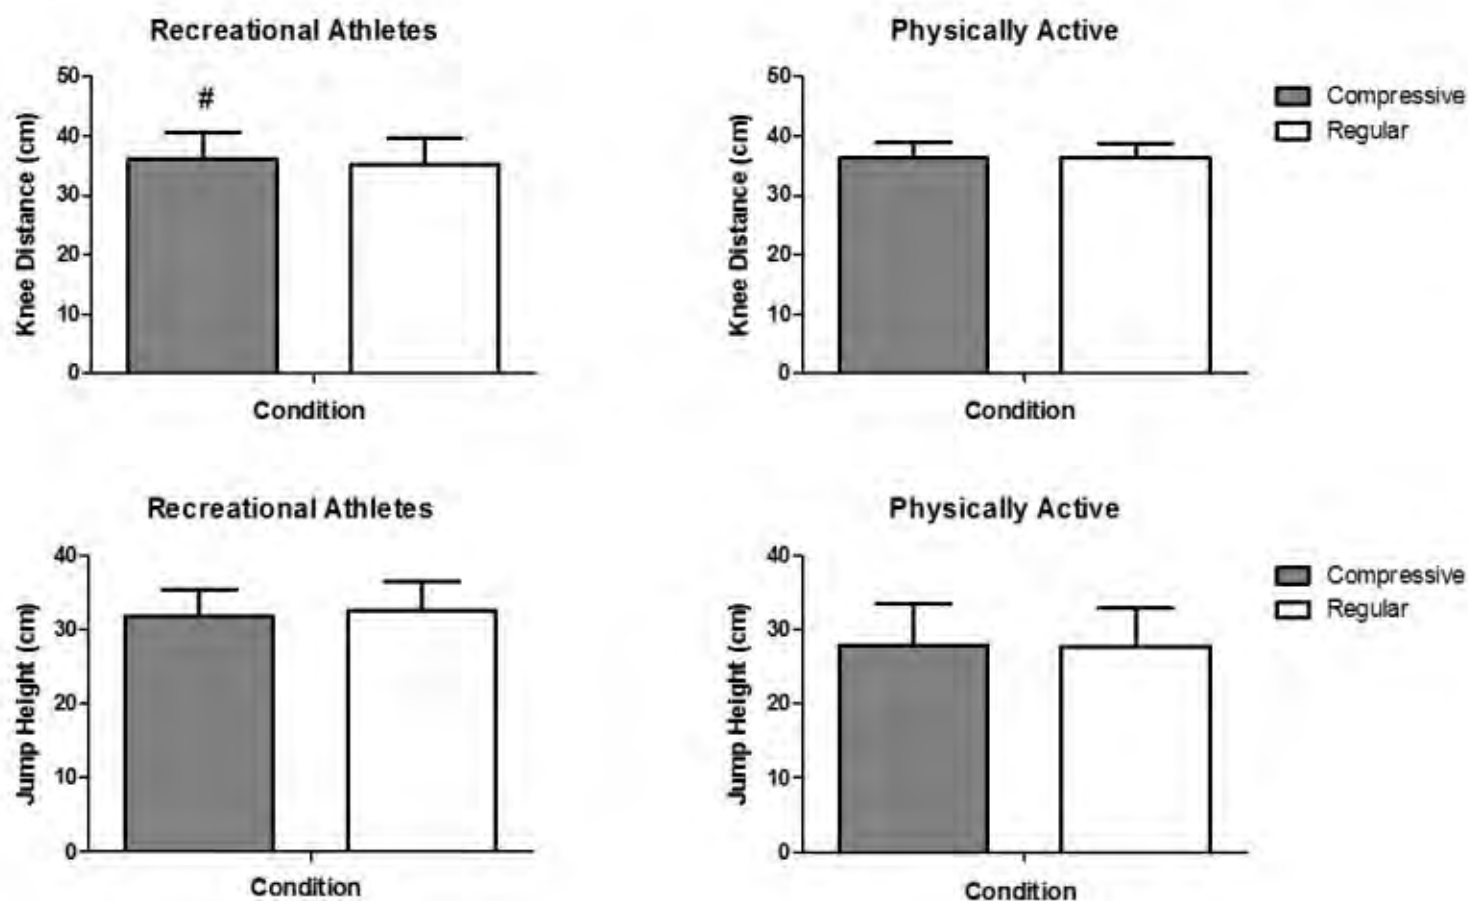 Recreational Athletes
#
Knee Distance (cm)
50
40
30
20
10
0
Condition
Physically Active
Knee Distance (cm)
50
40
30
20
10
0
Condition
Compressive
Regular
Recreational Athletes
Jump Height (cm)
40
30
20
10
0
Condition
Physically Active
Jump Height (cm)
40
30
20
10
0
Condition
Compressive
Regular